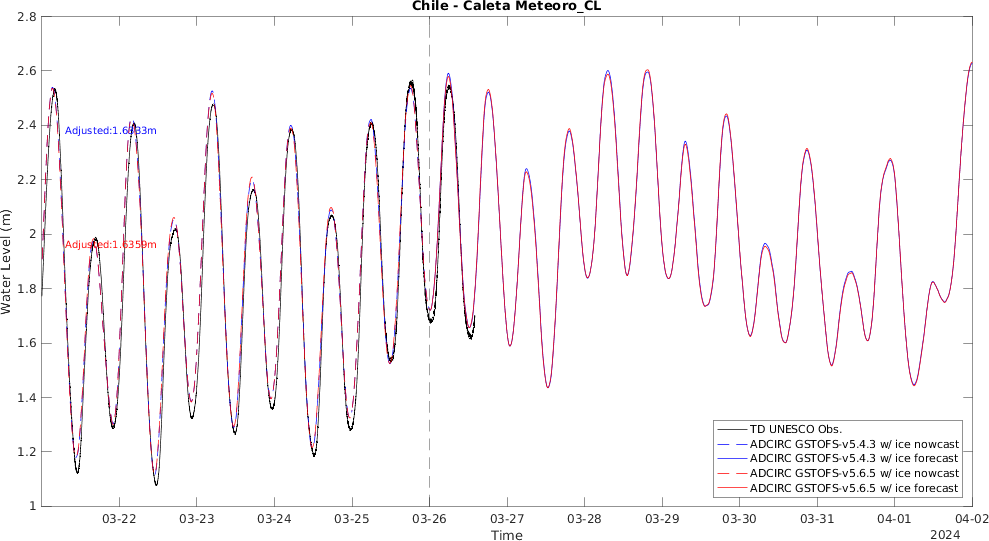 Chile - Caleta Meteoro_CL
2.8
2.6
2.4
2.2
2
1.8
1.6
1.4
1.2
1
Water Level (m)
Adjusted:1.6333m
Adjusted:1.6359m
TD UNESCO Obs.
ADCIRC GSTOFS-v5.4.3 w/ ice nowcast
ADCIRC GSTOFS-v5.4.3 w/ ice forecast
ADCIRC GSTOFS-v5.6.5 w/ ice nowcast
ADCIRC GSTOFS-v5.6.5 w/ ice forecast
03-22 03-23 03-24 03-25 03-26 03-27 03-28 03-29 03-30 03-31 04-01 04-02
Time
2024